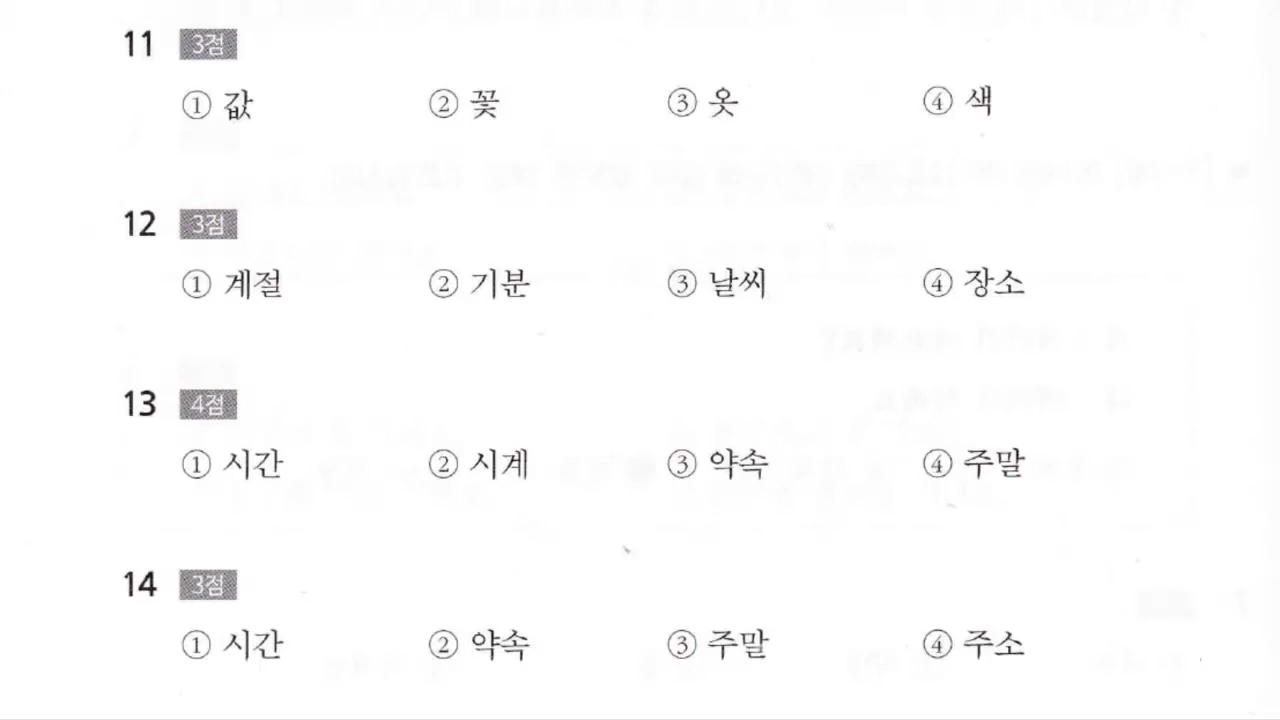 11 3점
① 값 ② 꽃 ③ 옷 ④ 색
12 3점
① 계절 ② 기분 ③ 날씨 ④ 장소
13 4점
① 시간 ② 시계 ③ 약속 ④ 주말
14 3점
① 시간 ② 약속 ③ 주말 ④ 주소